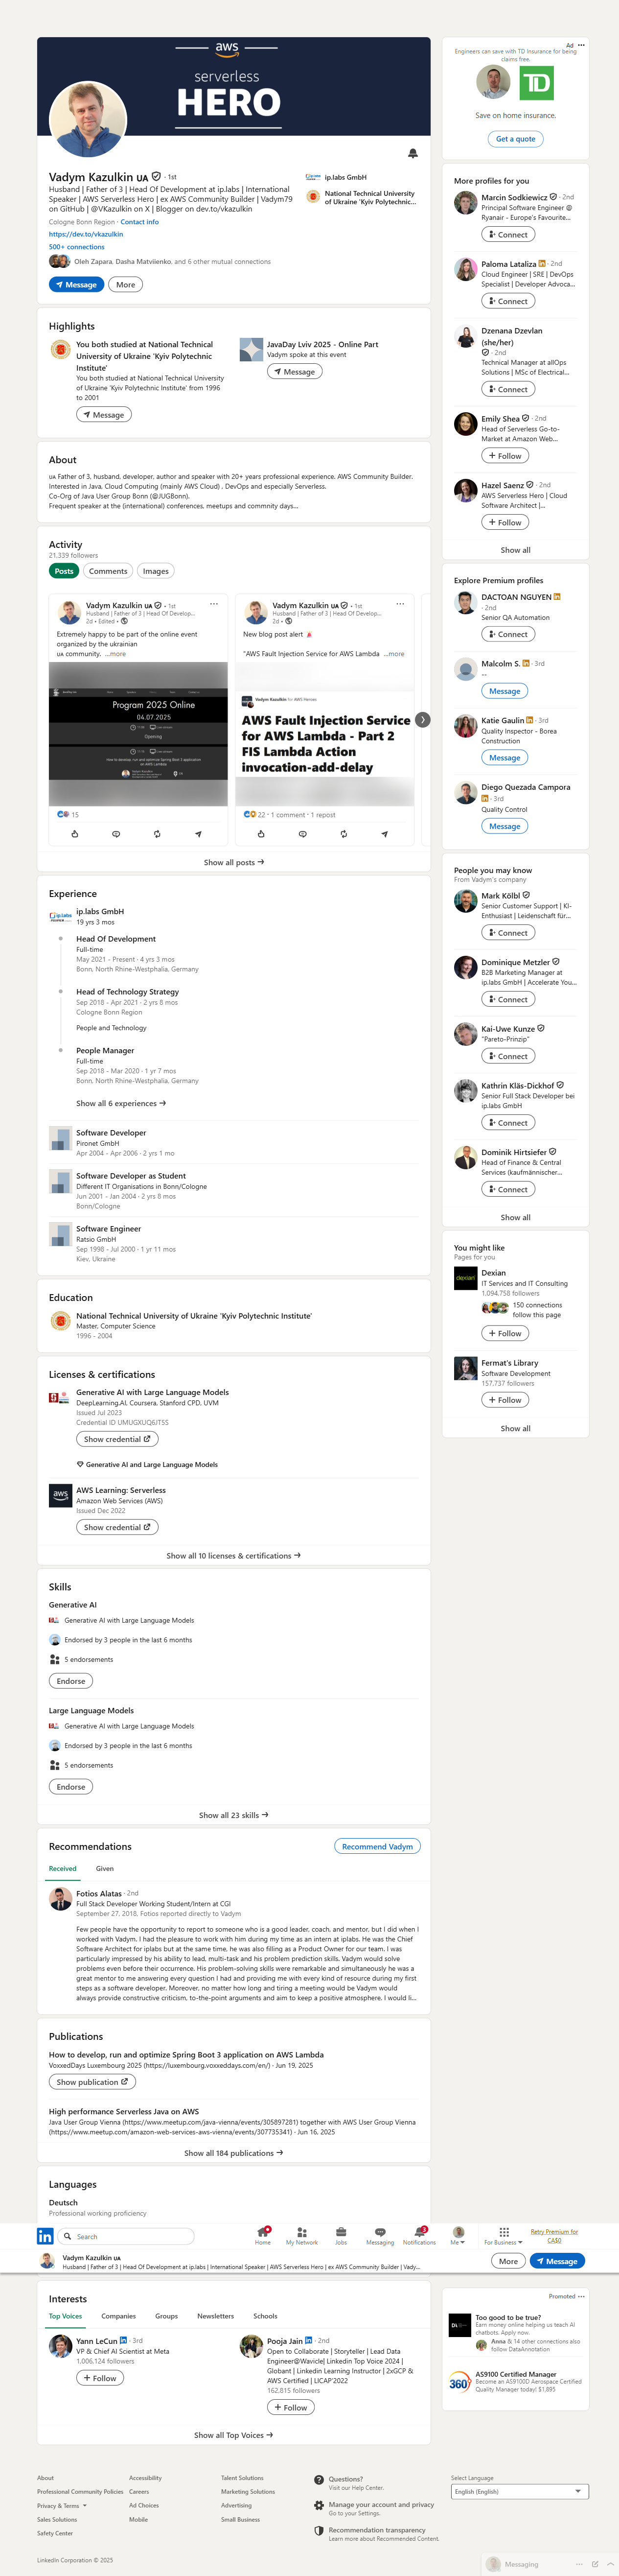 aws
serverless
HERO
Vadym Kazulkin ᴜᴀ · 1st
Husband | Father of 3 | Head Of Development at ip.labs | International
Speaker | AWS Serverless Hero | ex AWS Community Builder | Vadym79
on GitHub | @VKazulkin on X | Blogger on dev.to/vkazulkin
Cologne Bonn Region · Contact info
https://dev.to/vkazulkin
500+ connections
Oleh Zapara, Dasha Matviienko, and 6 other mutual connections
Message
More
ip.labs GmbH
National Technical University
of Ukraine 'Kyiv Polytechnic...
Highlights
You both studied at National Technical
University of Ukraine 'Kyiv Polytechnic
Institute'
You both studied at National Technical University
of Ukraine 'Kyiv Polytechnic Institute' from 1996
to 2001
Message
JavaDay Lviv 2025 - Online Part
Vadym spoke at this event
Message
About
ᴜᴀ Father of 3, husband, developer, author and speaker with 20+ years professional experience. AWS Community Builder.
Interested in Java, Cloud Computing (mainly AWS Cloud) , DevOps and especially Serverless.
Co-Org of Java User Group Bonn (@JUGBonn).
Frequent speaker at the (international) conferences, meetups and commnity days...
Activity
21,339 followers
Posts
Comments
Images
Vadym Kazulkin ᴜᴀ • 1st
Husband | Father of 3 | Head Of Develop...
2d • Edited •
Extremely happy to be part of the online event
organized by the ukrainian
ᴜᴀ community. ...more
Program 2025 Online
04.07.2025
Opening
How to develop, run and optimize Spring Boot 3 application
on AWS Lambda
15
Vadym Kazulkin ᴜᴀ • 1st
Husband | Father of 3 | Head Of Develop...
2d •
New blog post alert
"AWS Fault Injection Service for AWS Lambda ...more
Vadym Kazulkin for AWS Heroes
AWS Fault Injection Service
for AWS Lambda - Part 2
FIS Lambda Action
invocation-add-delay
22 · 1 comment · 1 repost
Show all posts →
Experience
ip.labs GmbH
19 yrs 3 mos
Head Of Development
Full-time
May 2021 - Present · 4 yrs 3 mos
Bonn, North Rhine-Westphalia, Germany
Head of Technology Strategy
Sep 2018 - Apr 2021 · 2 yrs 8 mos
Cologne Bonn Region
People and Technology
People Manager
Full-time
Sep 2018 - Mar 2020 · 1 yr 7 mos
Bonn, North Rhine-Westphalia, Germany
Show all 6 experiences →
Software Developer
Pironet GmbH
Apr 2004 - Apr 2006 · 2 yrs 1 mo
Software Developer as Student
Different IT Organisations in Bonn/Cologne
Jun 2001 - Jan 2004 · 2 yrs 8 mos
Bonn/Cologne
Software Engineer
Ratsio GmbH
Sep 1998 - Jul 2000 · 1 yr 11 mos
Kiev, Ukraine
Education
National Technical University of Ukraine 'Kyiv Polytechnic Institute'
Master, Computer Science
1996 - 2004
Licenses & certifications
Generative AI with Large Language Models
DeepLearning.AI, Coursera, Stanford CPD, UVM
Issued Jul 2023
Credential ID UMUGXUQ6JT5S
Show credential
Generative AI and Large Language Models
aws
AWS Learning: Serverless
Amazon Web Services (AWS)
Issued Dec 2022
Show credential
Show all 10 licenses & certifications →
Skills
Generative AI
Generative AI with Large Language Models
Endorsed by 3 people in the last 6 months
5 endorsements
Endorse
Large Language Models
Generative AI with Large Language Models
Endorsed by 3 people in the last 6 months
5 endorsements
Endorse
Show all 23 skills →
Recommendations
Recommend Vadym
Received
Given
Fotios Alatas · 2nd
Full Stack Developer Working Student/Intern at CGI
September 27, 2018, Fotios reported directly to Vadym
Few people have the opportunity to report to someone who is a good leader, coach, and mentor, but I did when I
worked with Vadym. I had the pleasure to work with him during my time as an intern at iplabs. He was the Chief
Software Architect for iplabs but at the same time, he was also filling as a Product Owner for our team. I was
particularly impressed by his ability to lead, multi-task and his problem prediction skills. Vadym would solve
problems even before their occurrence. His problem-solving skills were remarkable and simultaneously he was a
great mentor to me answering every question I had and providing me with every kind of resource during my first
steps as a software developer. Moreover, no matter how long and tiring a meeting would be Vadym would
always provide constructive criticism, to-the-point arguments and aim to keep a positive atmosphere. I would li...
Publications
How to develop, run and optimize Spring Boot 3 application on AWS Lambda
VoxxedDays Luxembourg 2025 (https://luxembourg.voxxeddays.com/en/) · Jun 19, 2025
Show publication
High performance Serverless Java on AWS
Java User Group Vienna (https://www.meetup.com/java-vienna/events/305897281) together with AWS User Group Vienna
(https://www.meetup.com/amazon-web-services-aws-vienna/events/307735341) · Jun 16, 2025
Show all 184 publications →
Languages
Deutsch
Professional working proficiency
in
Search
Home
My Network
Jobs
Messaging
3
Notifications
Me
For Business
Retry Premium for
CA$0
Vadym Kazulkin ᴜᴀ
Husband | Father of 3 | Head Of Development at ip.labs | International Speaker | AWS Serverless Hero | ex AWS Community Builder | Vady...
More
Message
Interests
Top Voices
Companies
Groups
Newsletters
Schools
Yann LeCun · 3rd
VP & Chief AI Scientist at Meta
1,006,124 followers
Follow
Pooja Jain · 2nd
Open to Collaborate | Storyteller | Lead Data
Engineer@Wavicle| Linkedin Top Voice 2024 |
Globant | Linkedin Learning Instructor | 2xGCP &
AWS Certified | LICAP'2022
162,815 followers
Follow
Show all Top Voices →
Ad
Engineers can save with TD Insurance for being
claims free.
TD
Save on home insurance.
Get a quote
More profiles for you
Marcin Sodkiewicz · 2nd
Principal Software Engineer @
Ryanair - Europe's Favourite...
Connect
Paloma Lataliza · 2nd
Cloud Engineer | SRE | DevOps
Specialist | Developer Advoca...
Connect
Dzenana Dzevlan
(she/her)
· 2nd
Technical Manager at allOps
Solutions | MSc of Electrical...
Connect
Emily Shea · 2nd
Head of Serverless Go-to-
Market at Amazon Web...
Follow
Hazel Saenz · 2nd
AWS Serverless Hero | Cloud
Software Architect |...
Follow
Show all
Explore Premium profiles
DACTOAN NGUYEN
· 2nd
Senior QA Automation
Connect
Malcolm S. · 3rd
--
Message
Katie Gaulin · 3rd
Quality Inspector - Borea
Construction
Message
Diego Quezada Campora
· 3rd
Quality Control
Message
People you may know
From Vadym's company
Mark Kölbl
Senior Customer Support | KI-
Enthusiast | Leidenschaft für...
Connect
Dominique Metzler
B2B Marketing Manager at
ip.labs GmbH | Accelerate You...
Connect
Kai-Uwe Kunze
"Pareto-Prinzip"
Connect
Kathrin Kläs-Dickhof
Senior Full Stack Developer bei
ip.labs GmbH
Connect
Dominik Hirtsiefer
Head of Finance & Central
Services (kaufmännischer...
Connect
Show all
You might like
Pages for you
Dexian
IT Services and IT Consulting
1,094,758 followers
150 connections
follow this page
Follow
Fermat's Library
Software Development
157,737 followers
Follow
Show all
Promoted
Too good to be true?
Earn money online helping us teach AI
chatbots. Apply now.
Anna & 14 other connections also
follow DataAnnotation
360
AS9100 Certified Manager
Become an AS9100D Aerospace Certified
Quality Manager today! $1,895
About
Accessibility
Talent Solutions
Professional Community Policies
Careers
Marketing Solutions
Privacy & Terms
Ad Choices
Advertising
Sales Solutions
Mobile
Small Business
Safety Center
Questions?
Visit our Help Center.
Manage your account and privacy
Go to your Settings.
Recommendation transparency
Learn more about Recommended Content.
Select Language
English (English)
LinkedIn Corporation © 2025
Messaging